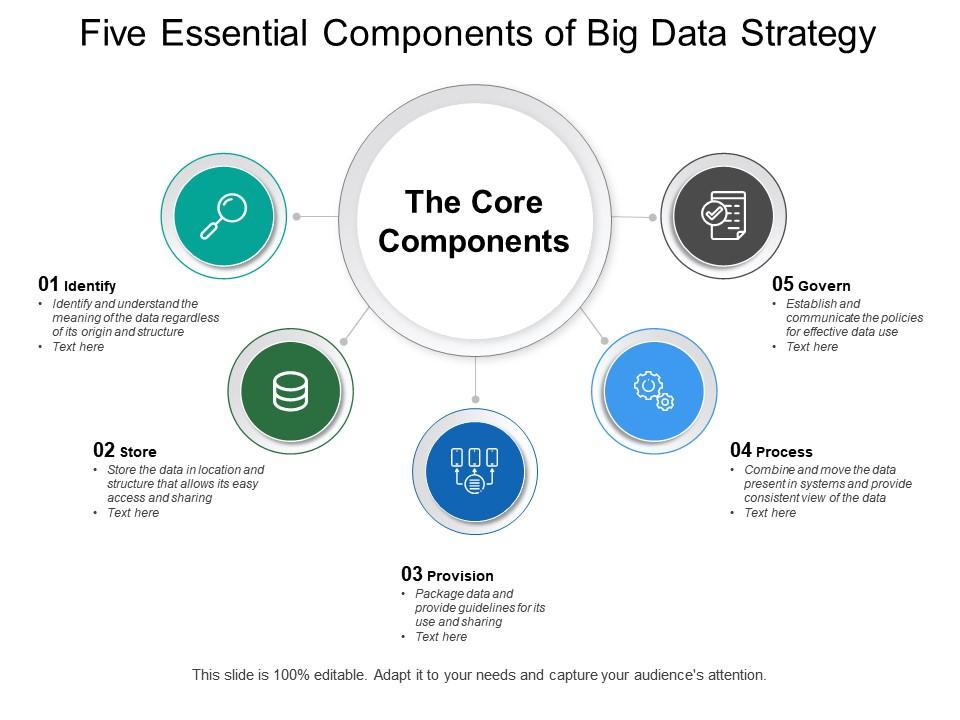 Five Essential Components of Big Data Strategy
The Core
Components
01 Identify
• Identify and understand the
meaning of the data regardless
of its origin and structure
• Text here
02 Store
• Store the data in location and
structure that allows its easy
access and sharing
• Text here
03 Provision
• Package data and
provide guidelines for its
use and sharing
• Text here
04 Process
• Combine and move the data
present in systems and provide
consistent view of the data
• Text here
05 Govern
• Establish and
communicate the policies
for effective data use
• Text here
This slide is 100% editable. Adapt it to your needs and capture your audience's attention.